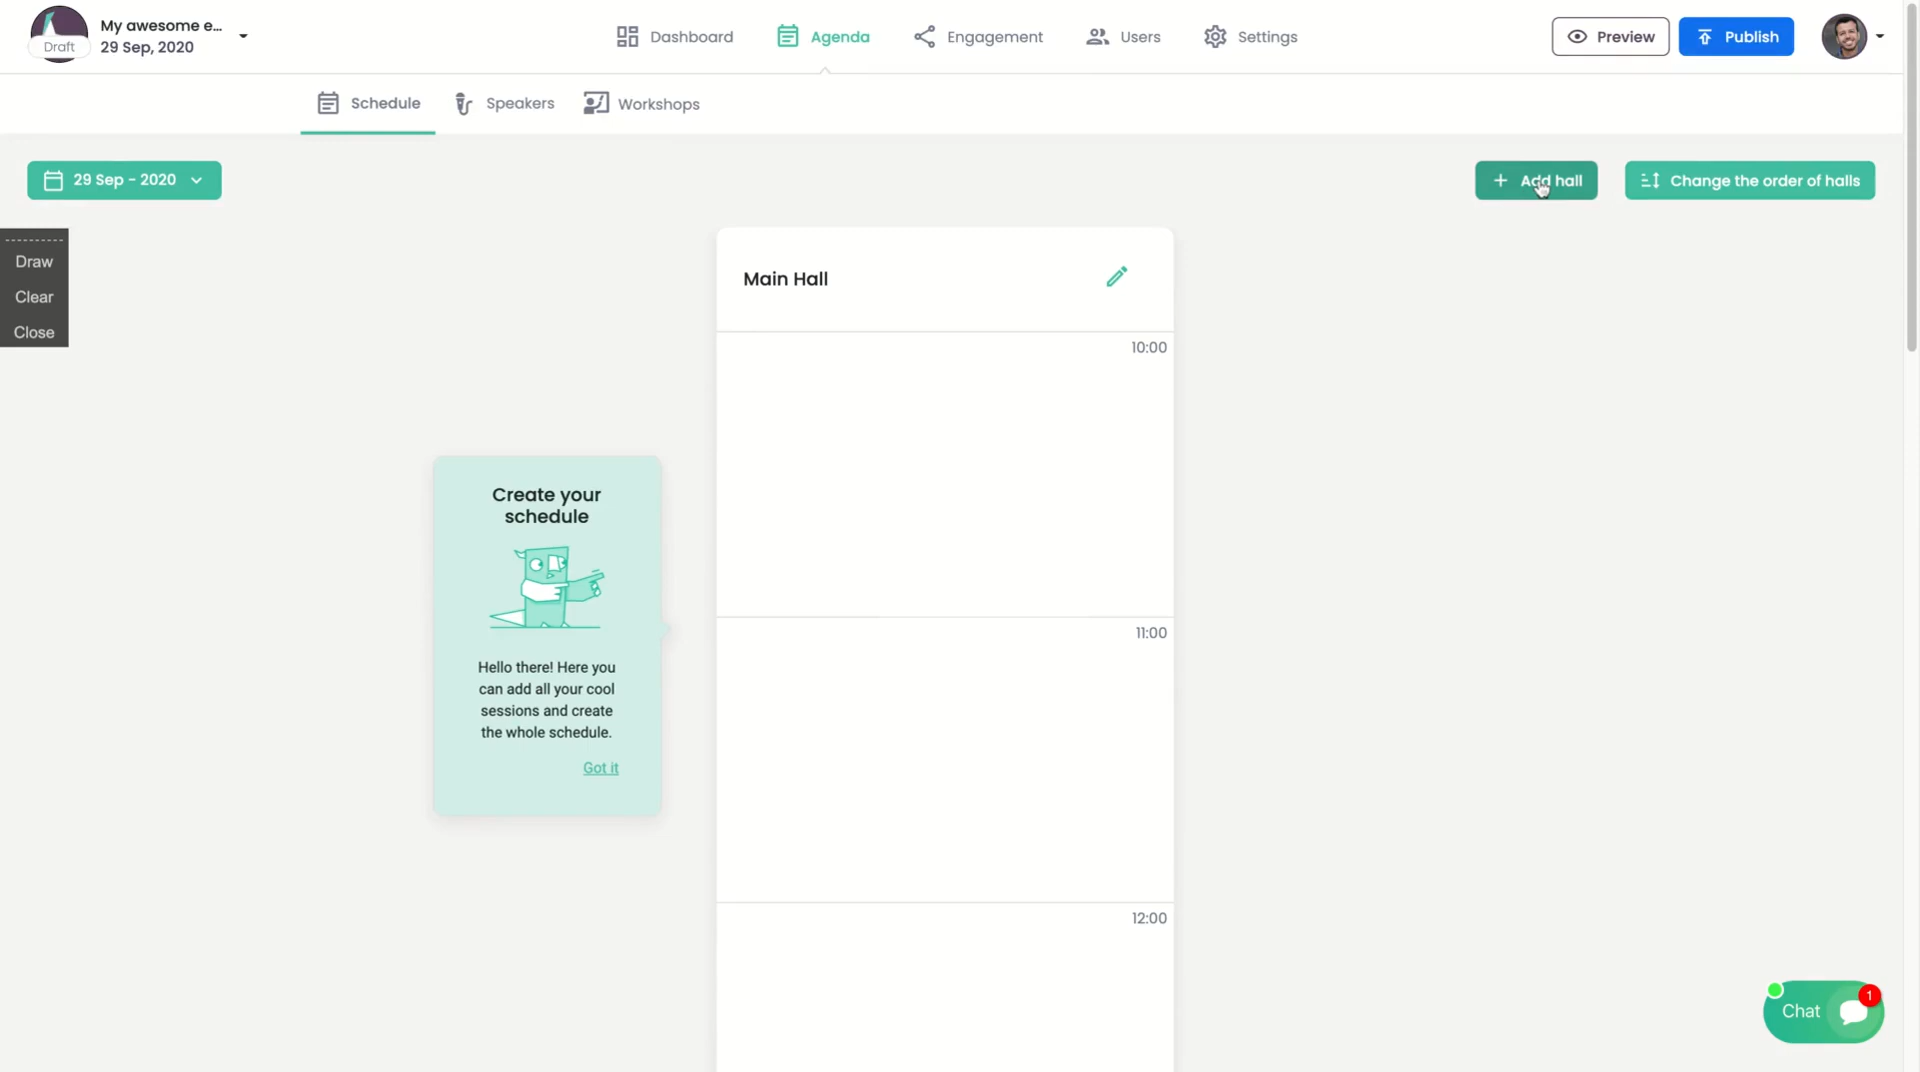 My awesome e...
Draft
29 Sep, 2020
Dashboard
Agenda
Engagement
Users
Settings
Preview
Publish
Schedule
Speakers
Workshops
29 Sep - 2020
+ Add hall
Change the order of halls
Draw
Clear
Close
Main Hall
10:00
Create your
schedule
Hello there! Here you
can add all your cool
sessions and create
the whole schedule.
Got it
11:00
12:00
Chat
1